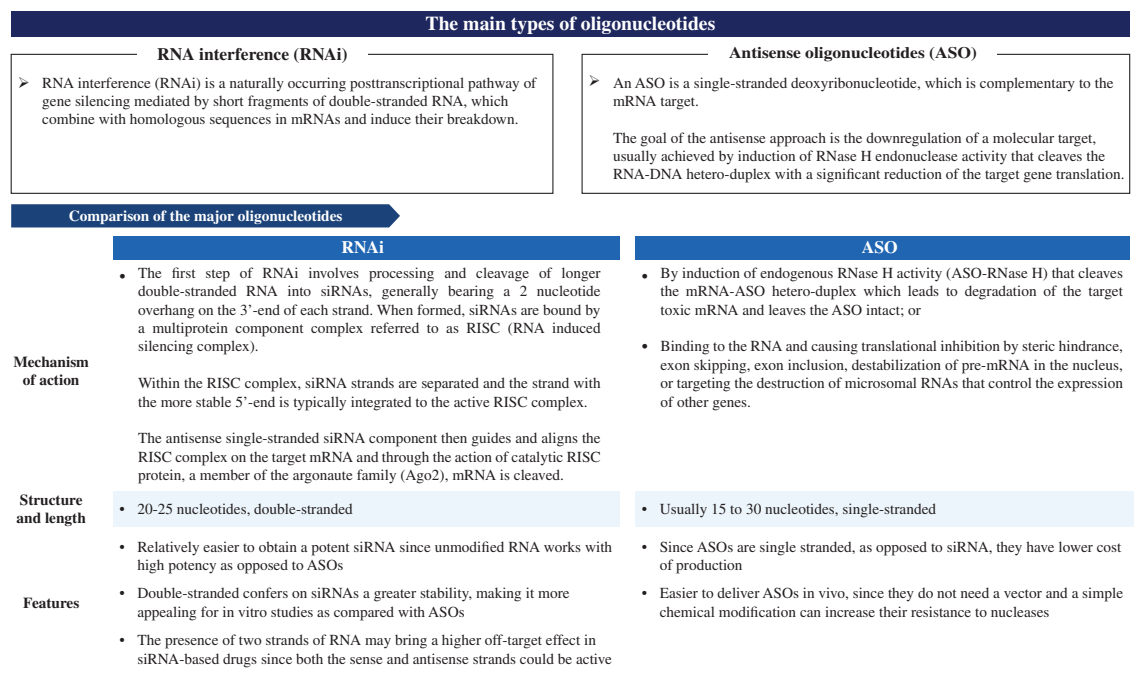 The main types of oligonucleotides
RNA interference (RNAi)
➢ RNA interference (RNAi) is a naturally occurring posttranscriptional pathway of
gene silencing mediated by short fragments of double-stranded RNA, which
combine with homologous sequences in mRNAs and induce their breakdown.
Antisense oligonucleotides (ASO)
➢ An ASO is a single-stranded deoxyribonucleotide, which is complementary to the
mRNA target.
The goal of the antisense approach is the downregulation of a molecular target,
usually achieved by induction of RNase H endonuclease activity that cleaves the
RNA-DNA hetero-duplex with a significant reduction of the target gene translation.
Comparison of the major oligonucleotides
RNAi
ASO
Mechanism
of action
• The first step of RNAi involves processing and cleavage of longer
double-stranded RNA into siRNAs, generally bearing a 2 nucleotide
overhang on the 3’-end of each strand. When formed, siRNAs are bound by
a multiprotein component complex referred to as RISC (RNA induced
silencing complex).
Within the RISC complex, siRNA strands are separated and the strand with
the more stable 5’-end is typically integrated to the active RISC complex.
The antisense single-stranded siRNA component then guides and aligns the
RISC complex on the target mRNA and through the action of catalytic RISC
protein, a member of the argonaute family (Ago2), mRNA is cleaved.
• By induction of endogenous RNase H activity (ASO-RNase H) that cleaves
the mRNA-ASO hetero-duplex which leads to degradation of the target
toxic mRNA and leaves the ASO intact; or
• Binding to the RNA and causing translational inhibition by steric hindrance,
exon skipping, exon inclusion, destabilization of pre-mRNA in the nucleus,
or targeting the destruction of microsomal RNAs that control the expression
of other genes.
Structure
and length
• 20-25 nucleotides, double-stranded
• Usually 15 to 30 nucleotides, single-stranded
Features
• Relatively easier to obtain a potent siRNA since unmodified RNA works with
high potency as opposed to ASOs
• Double-stranded confers on siRNAs a greater stability, making it more
appealing for in vitro studies as compared with ASOs
• The presence of two strands of RNA may bring a higher off-target effect in
siRNA-based drugs since both the sense and antisense strands could be active
• Since ASOs are single stranded, as opposed to siRNA, they have lower cost
of production
• Easier to deliver ASOs in vivo, since they do not need a vector and a simple
chemical modification can increase their resistance to nucleases